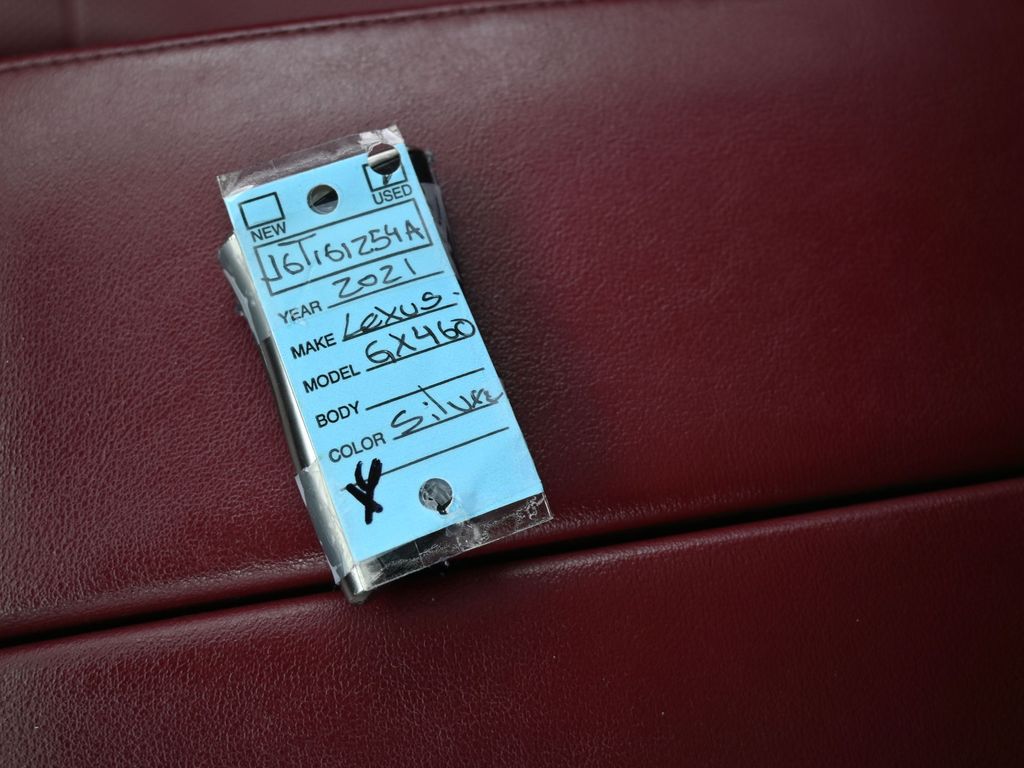 NEW USED
J6T161254A
YEAR 2021
MAKE Lexus.
MODEL GX460
BODY
COLOR Silver